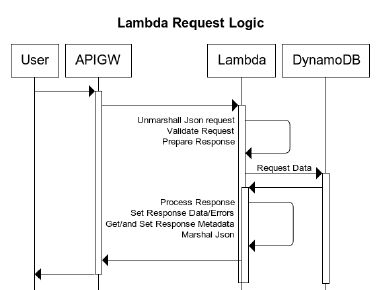 Lambda Request Logic
User
APIGW
Lambda
DynamoDB
Unmarshall Json request
Validate Request
Prepare Response
Request Data
Process Response
Set Response Data/Errors
Get/and Set Response Metadata
Marshal Json